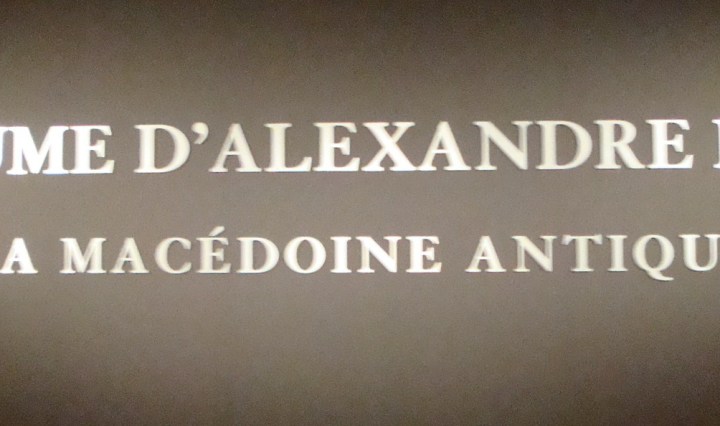 UME D'ALEXANDRE
A MACÉDOINE ANTIQU